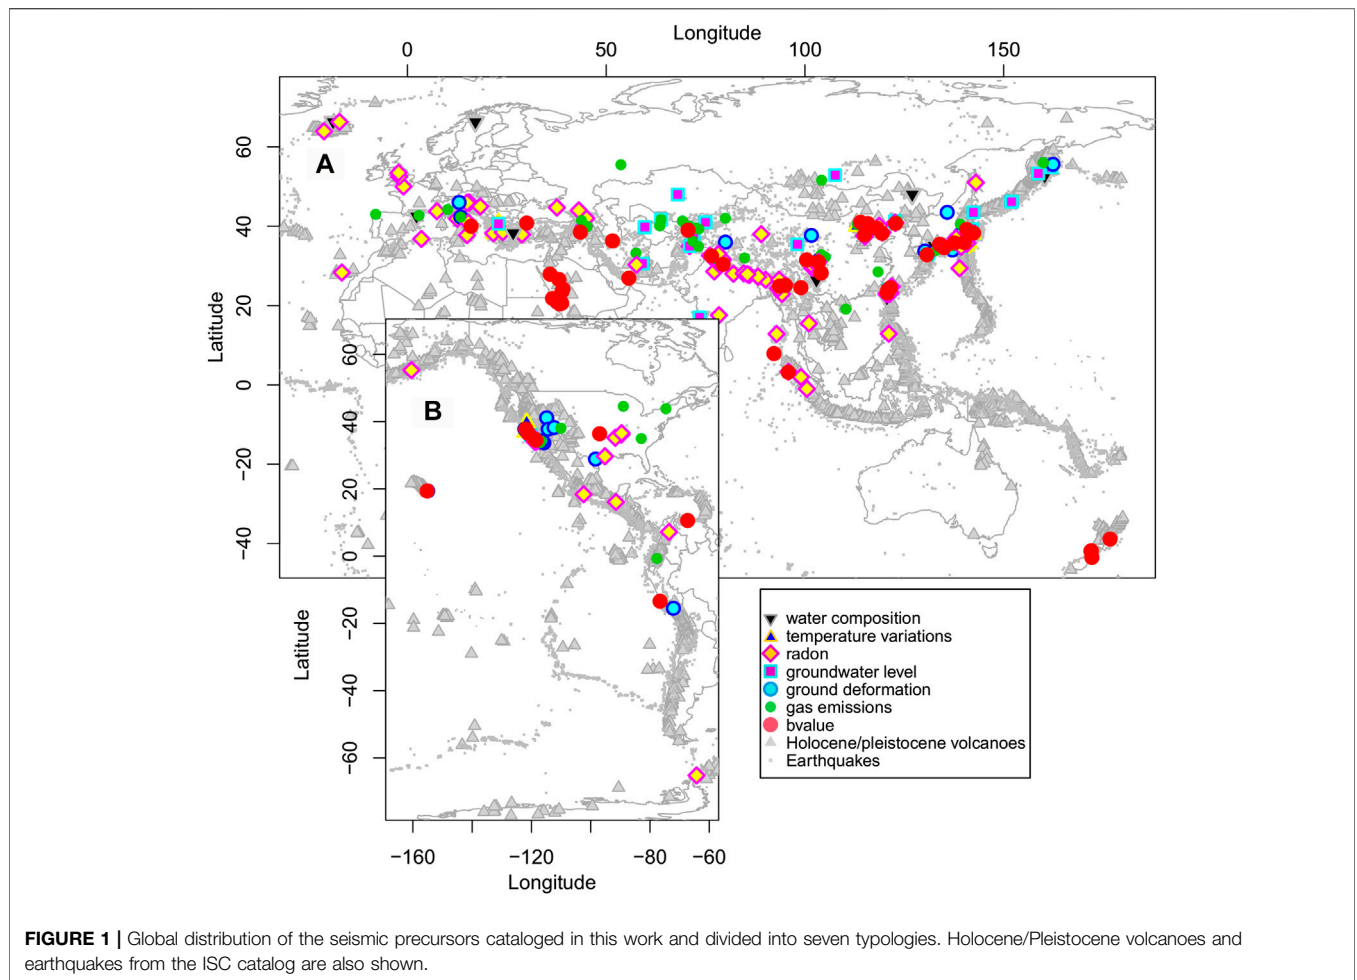 Longitude
0 50 100 150
A
Latitude
60
40
20
0
−20
−40
B
Latitude
60
40
20
0
−20
−40
−60
−160 −120 −80 −60
Longitude
water composition
temperature variations
radon
groundwater level
ground deformation
gas emissions
bvalue
Holocene/pleistocene volcanoes
Earthquakes
FIGURE 1 | Global distribution of the seismic precursors cataloged in this work and divided into seven typologies. Holocene/Pleistocene volcanoes and
earthquakes from the ISC catalog are also shown.